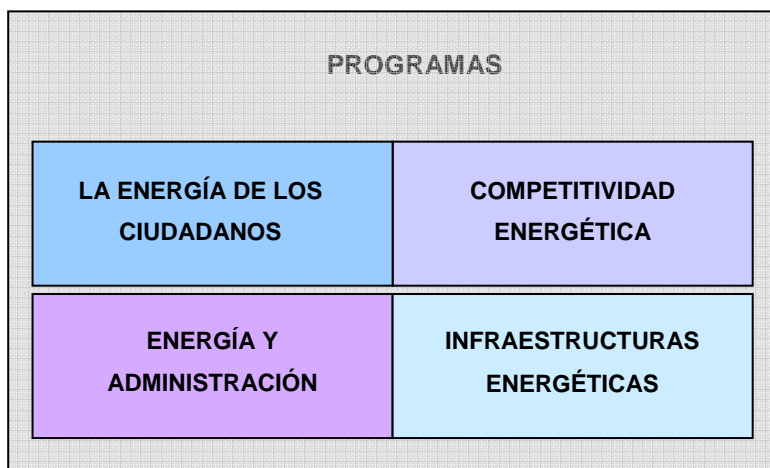 PROGRAMAS
LA ENERGÍA DE LOS
CIUDADANOS
COMPETITIVIDAD
ENERGÉTICA
ENERGÍA Y
ADMINISTRACIÓN
INFRAESTRUCTURAS
ENERGÉTICAS